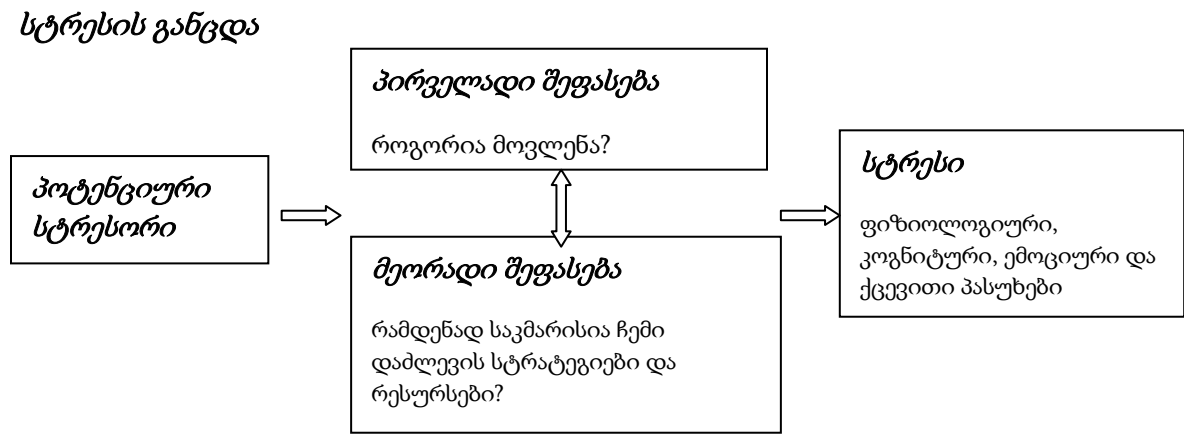 სტრესის განცდა
პოტენციური
სტრესორი
პირველადი შეფასება
როგორია მოვლენა?
მეორადი შეფასება
რამდენად საკმარისია ჩემი
დაძლევის სტრატეგიები და
რესურსები?
სტრესი
ფიზიოლოგიური,
კოგნიტური, ემოციური და
ქცევითი პასუხები